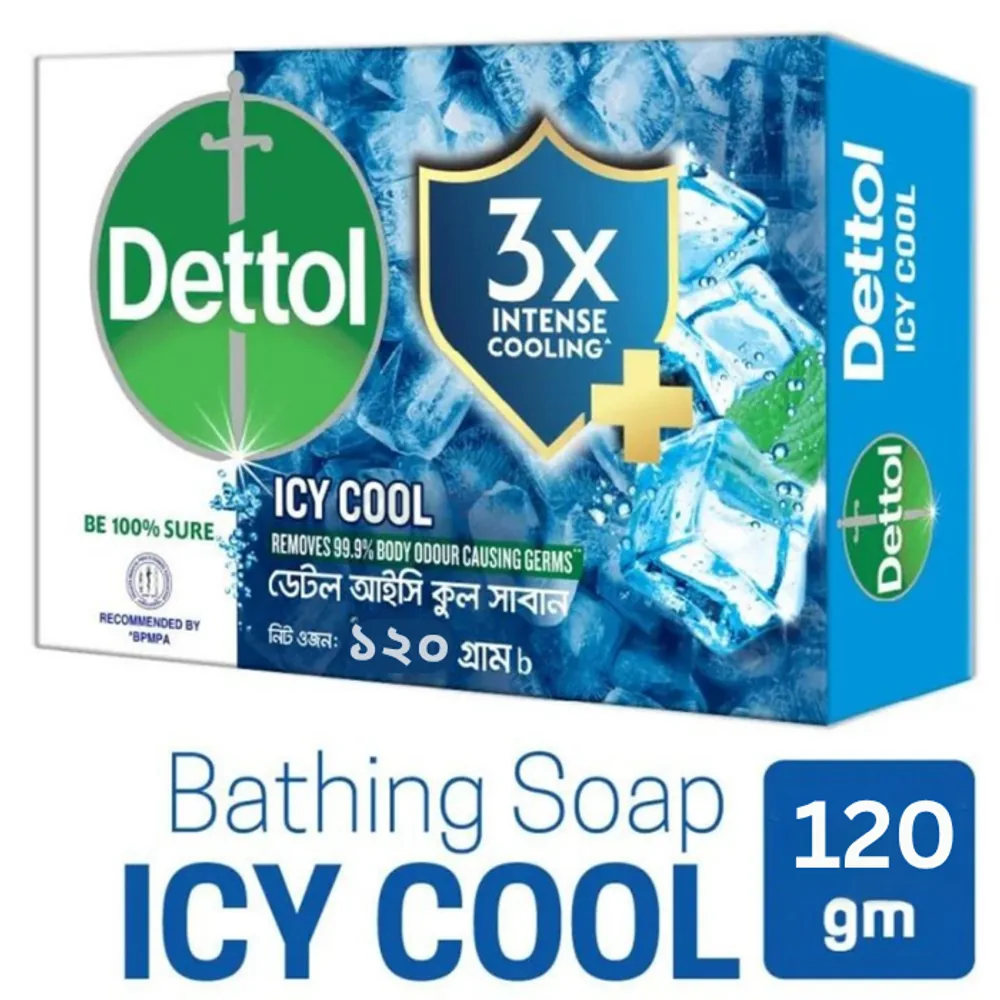 Dettol
3x
INTENSE
COOLING^
BE 100% SURE
RECOMMENDED BY
*BPMPA
ICY COOL
REMOVES 99.9% BODY ODOUR CAUSING GERMS**
ডেটল আইসি কুল সাবান
নিট ওজন: ১২০ গ্রাম b
Dettol
ICY COOL
Dettol
Bathing Soap
ICY COOL
120
gm